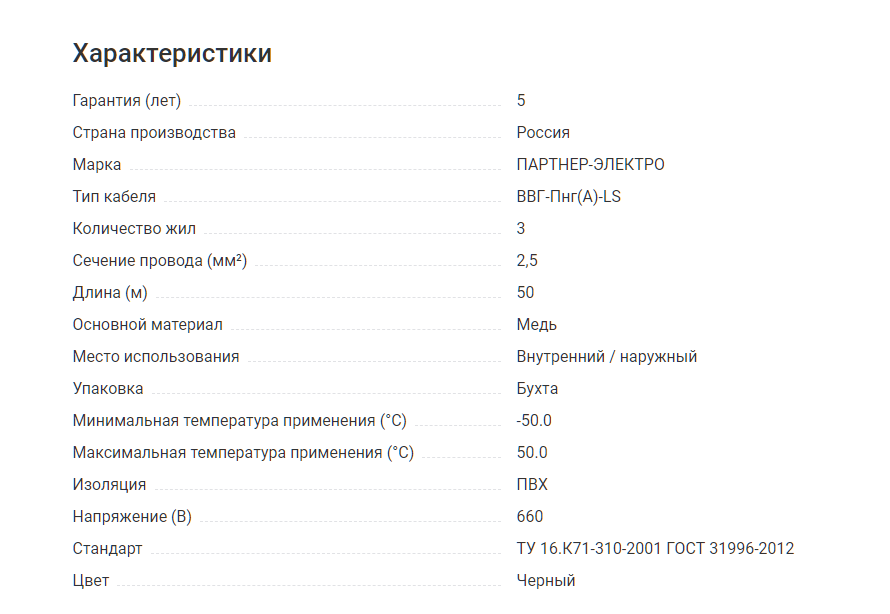 Характеристики
Гарантия (лет) 5
Страна производства Россия
Марка ПАРТНЕР-ЭЛЕКТРО
Тип кабеля ВВГ-Пнг(А)-LS
Количество жил 3
Сечение провода (мм²) 2,5
Длина (м) 50
Основной материал Медь
Место использования Внутренний / наружный
Упаковка Бухта
Минимальная температура применения (°C) -50.0
Максимальная температура применения (°C) 50.0
Изоляция ПВХ
Напряжение (В) 660
Стандарт ТУ 16.К71-310-2001 ГОСТ 31996-2012
Цвет Черный